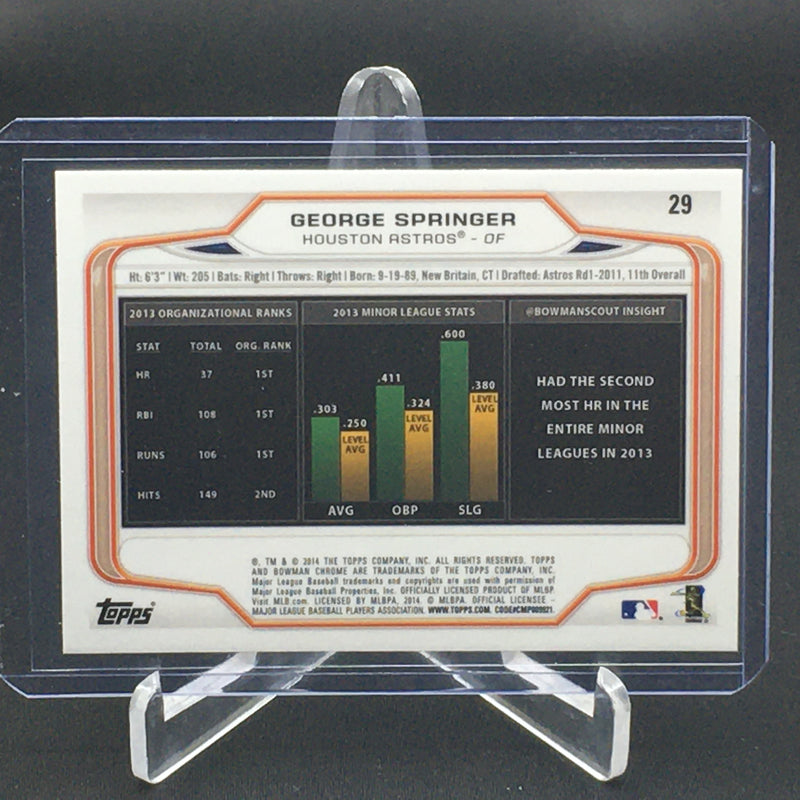 29
GEORGE SPRINGER
HOUSTON ASTROS® - OF
Ht: 6'3" | Wt: 205 | Bats: Right | Throws: Right | Born: 9-19-89, New Britain, CT | Drafted: Astros Rd1-2011, 11th Overall
2013 ORGANIZATIONAL RANKS
STAT TOTAL ORG. RANK
HR 37 1ST
RBI 108 1ST
RUNS 106 1ST
HITS 149 2ND
2013 MINOR LEAGUE STATS
.600
.411
.380
LEVEL
AVG
.303
.324
LEVEL
AVG
.250
LEVEL
AVG
AVG OBP SLG
@BOWMANSCOUT INSIGHT
HAD THE SECOND
MOST HR IN THE
ENTIRE MINOR
LEAGUES IN 2013
®, TM & © 2014 THE TOPPS COMPANY, INC. ALL RIGHTS RESERVED. TOPPS
AND BOWMAN CHROME ARE TRADEMARKS OF THE TOPPS COMPANY, INC.
Major League Baseball trademarks and copyrights are used with permission of
Major League Baseball Properties, Inc. OFFICIALLY LICENSED PRODUCT OF MLBP.
Visit MLB.com. LICENSED BY MLBPA, 2014. © MLBPA. OFFICIAL LICENSEE -
MAJOR LEAGUE BASEBALL PLAYERS ASSOCIATION. WWW.TOPPS.COM. CODE#CMP009921.
topps®